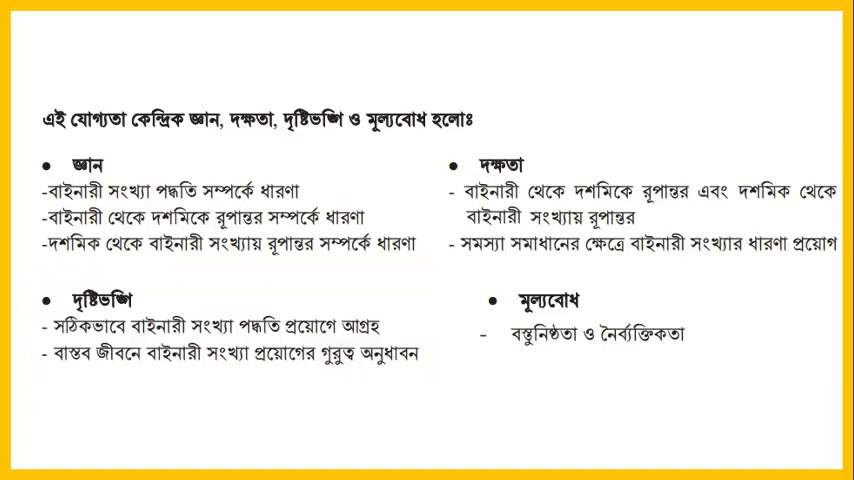 এই যোগ্যতা কেন্দ্রিক জ্ঞান, দক্ষতা, দৃষ্টিভঙ্গি ও মূল্যবোধ হলোঃ
● জ্ঞান
-বাইনারী সংখ্যা পদ্ধতি সম্পর্কে ধারণা
-বাইনারী থেকে দশমিকে রূপান্তর সম্পর্কে ধারণা
-দশমিক থেকে বাইনারী সংখ্যায় রূপান্তর সম্পর্কে ধারণা
● দক্ষতা
- বাইনারী থেকে দশমিকে রূপান্তর এবং দশমিক থেকে
বাইনারী সংখ্যায় রূপান্তর
- সমস্যা সমাধানের ক্ষেত্রে বাইনারী সংখ্যার ধারণা প্রয়োগ
● দৃষ্টিভঙ্গি
- সঠিকভাবে বাইনারী সংখ্যা পদ্ধতি প্রয়োগে আগ্রহ
- বাস্তব জীবনে বাইনারী সংখ্যা প্রয়োগের গুরুত্ব অনুধাবন
● মূল্যবোধ
- বস্তুনিষ্ঠতা ও নৈর্ব্যক্তিকতা